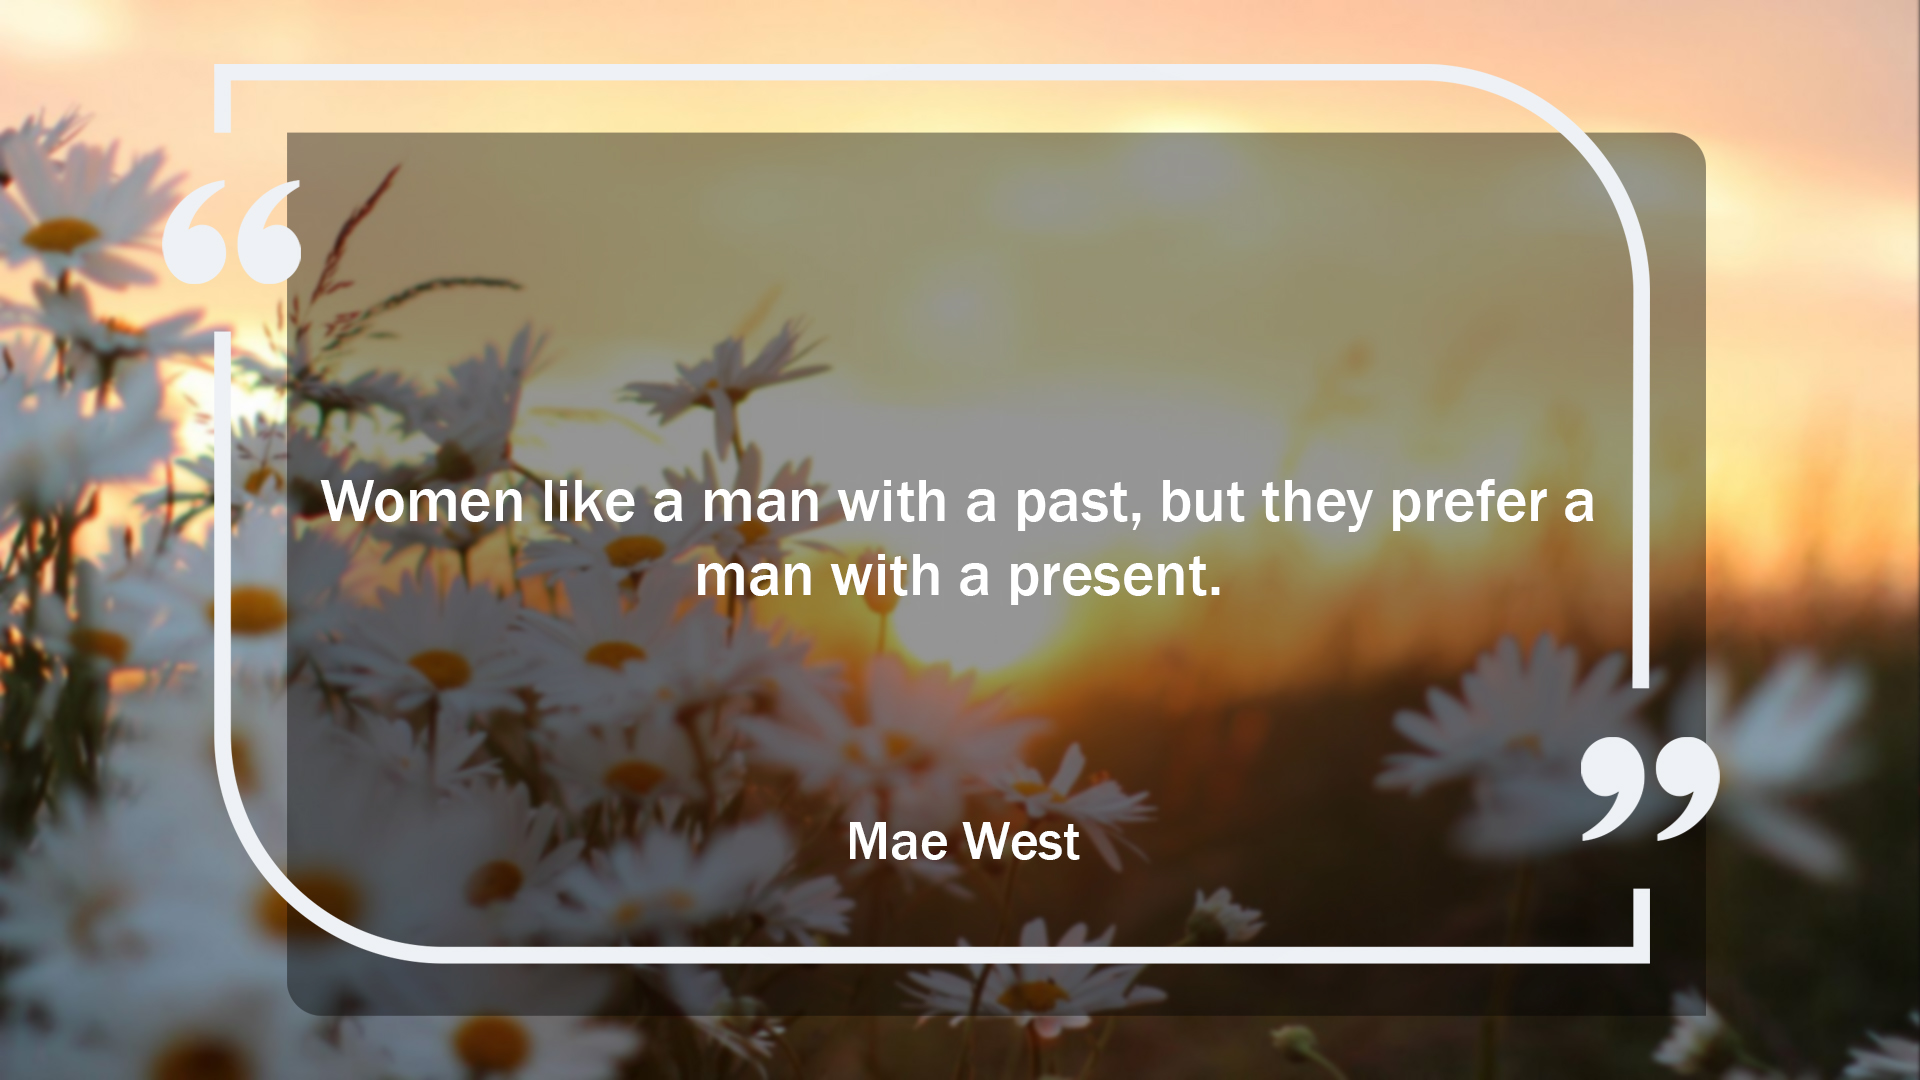 “
Women like a man with a past, but they prefer a
man with a present.
”
Mae West